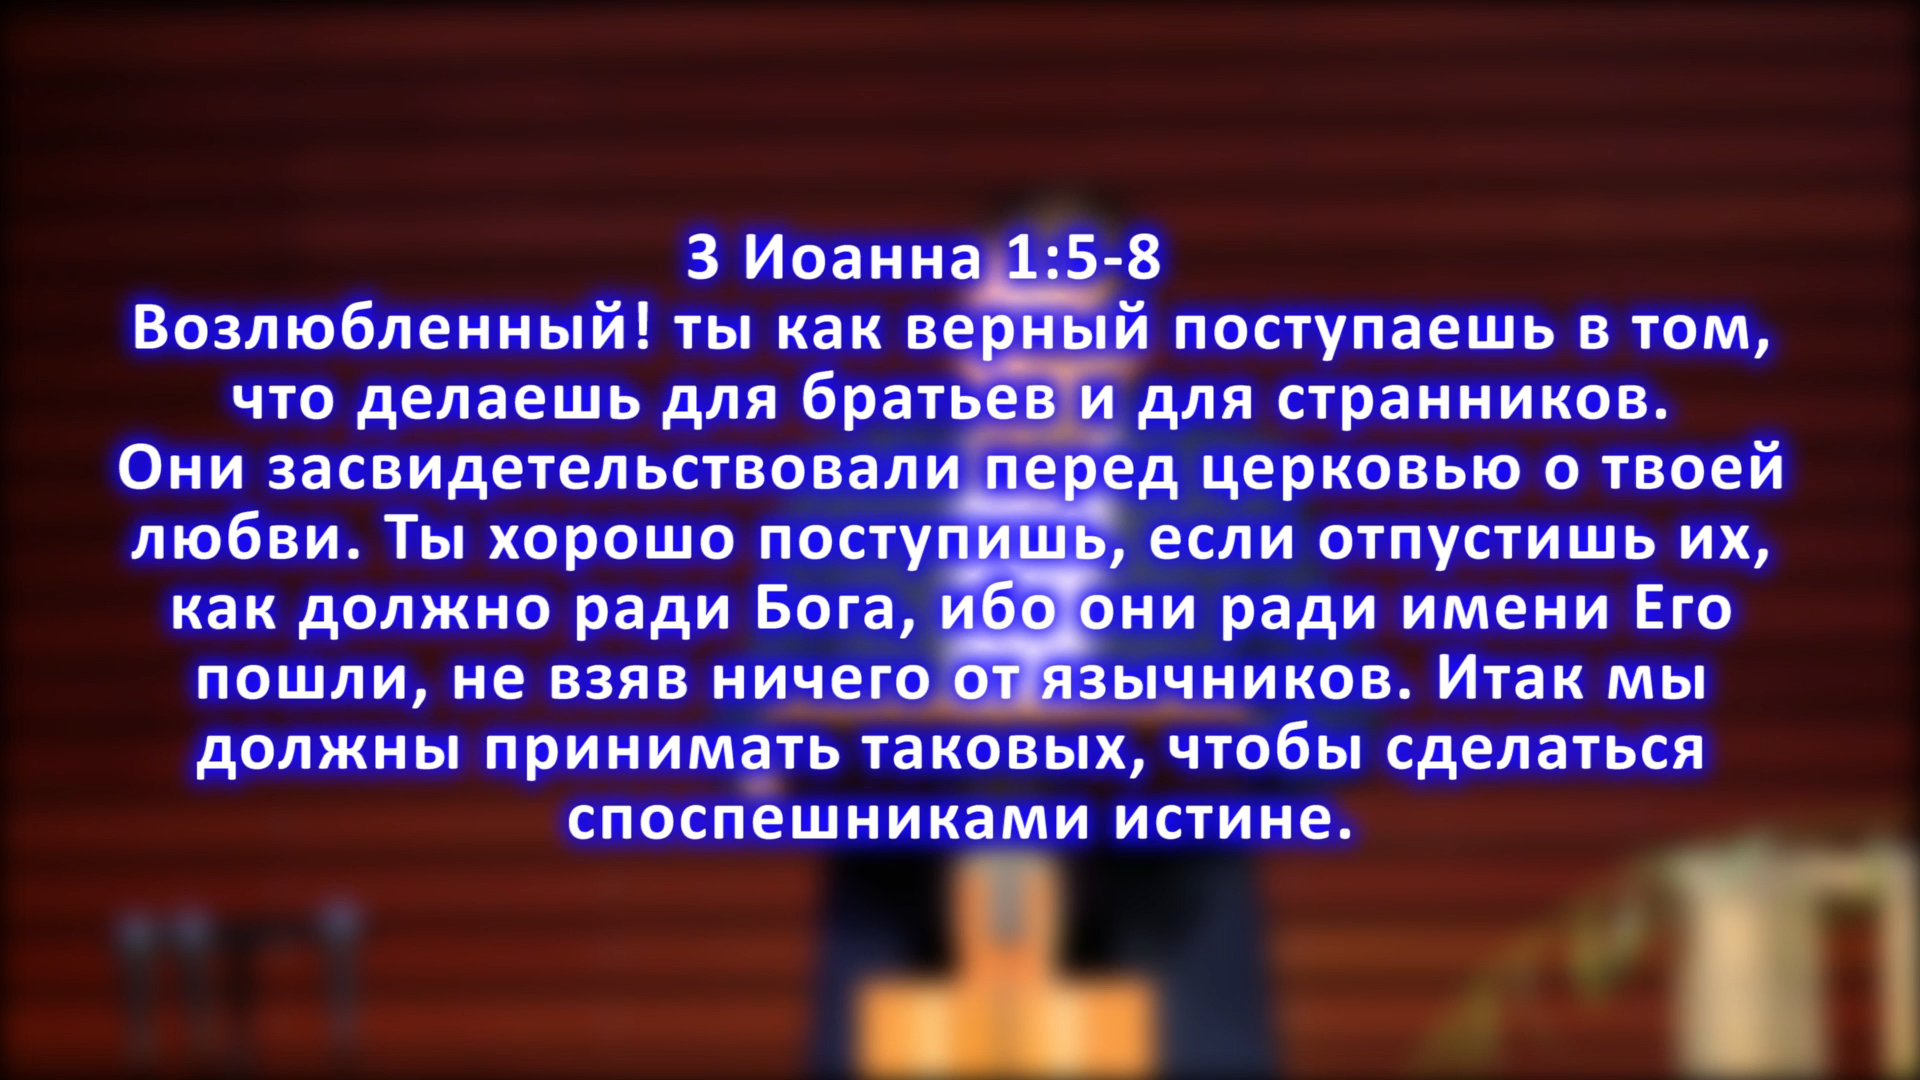 3 Иоанна 1:5-8
Возлюбленный! ты как верный поступаешь в том,
что делаешь для братьев и для странников.
Они засвидетельствовали перед церковью о твоей
любви. Ты хорошо поступишь, если отпустишь их,
как должно ради Бога, ибо они ради имени Его
пошли, не взяв ничего от язычников. Итак мы
должны принимать таковых, чтобы сделаться
споспешниками истине.